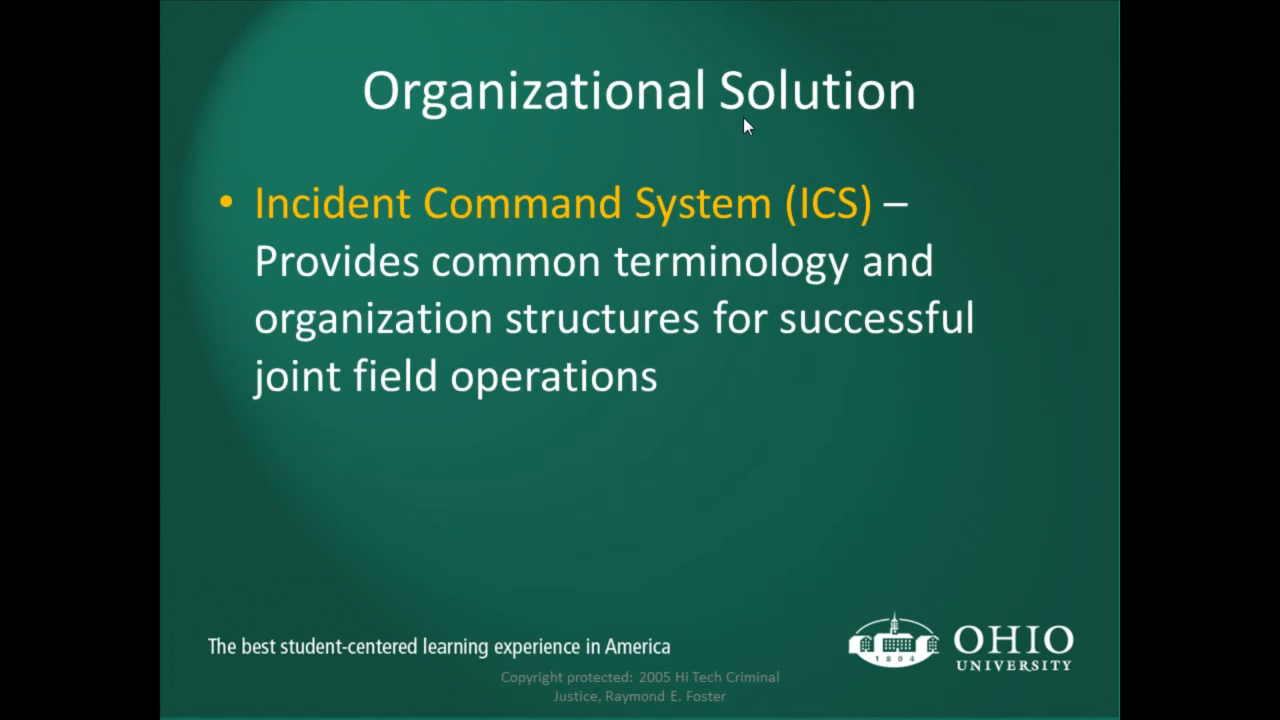 Organizational Solution
• Incident Command System (ICS) –
Provides common terminology and
organization structures for successful
joint field operations
The best student-centered learning experience in America
1804
OHIO
UNIVERSITY
Copyright protected: 2005 Hi Tech Criminal
Justice, Raymond E. Foster